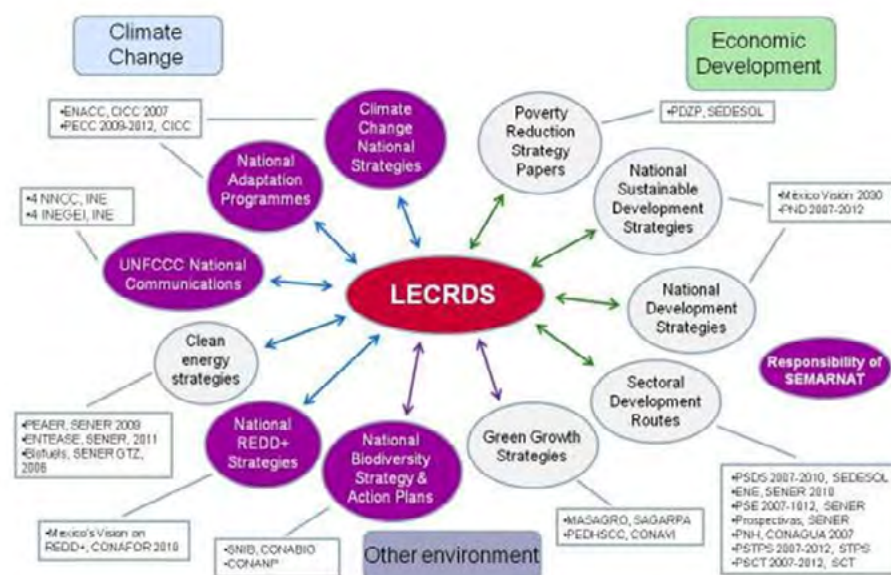 Climate
Change
Economic
Development
•ENACC, CICC 2007
•PECC 2009-2012, CICC
Climate
Change
National
Strategies
Poverty
Reduction
Strategy
Papers
•PDZP, SEDESOL
National
Adaptation
Programmes
National
Sustainable
Development
Strategies
•México Vision 2030
•PND 2007-2012
•4 NNCC, INE
•4 INEGEI, INE
UNFCCC National
Communications
LECRDS
National
Development
Strategies
Clean
energy
strategies
Responsibility of
SEMARNAT
Sectoral
Development
Routes
•PEAER, SENER 2009
•ENTEASE, SENER, 2011
•Biofuels, SENER GTZ,
2006
National
REDD+
Strategies
National
Biodiversity
Strategy &
Action Plans
Green Growth
Strategies
•PSDS 2007-2010, SEDESOL
•ENE, SENER 2010
•PSE 2007-1012, SENER
•Prospectivas, SENER
•PNH, CONAGUA 2007
•PSTPS 2007-2012, STPS
•PSCT 2007-2012, SCT
•MASAGRO, SAGARPA
•PEDHSCC, CONAVI
•Mexico's Vision on
REDD+, CONAFOR 2010
•SNIB, CONABIO
•CONANP
Other environment